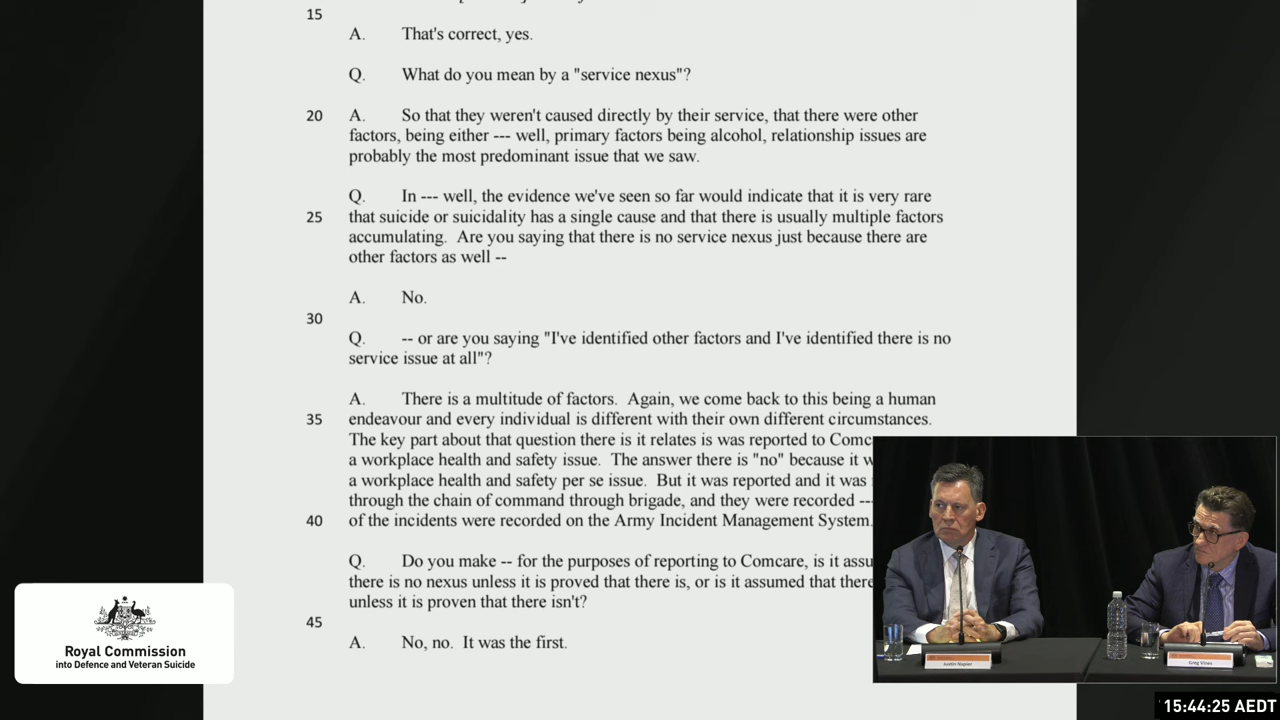 15
A. That's correct, yes.
Q. What do you mean by a "service nexus"?
20 A. So that they weren't caused directly by their service, that there were other
factors, being either --- well, primary factors being alcohol, relationship issues are
probably the most predominant issue that we saw.
Q. In --- well, the evidence we've seen so far would indicate that it is very rare
25 that suicide or suicidality has a single cause and that there is usually multiple factors
accumulating. Are you saying that there is no service nexus just because there are
other factors as well --
A. No.
30
Q. -- or are you saying "I've identified other factors and I've identified there is no
service issue at all"?
A. There is a multitude of factors. Again, we come back to this being a human
35 endeavour and every individual is different with their own different circumstances.
The key part about that question there is it relates is was reported to Comc
a workplace health and safety issue. The answer there is "no" because it w
a workplace health and safety per se issue. But it was reported and it was
through the chain of command through brigade, and they were recorded ---
40 of the incidents were recorded on the Army Incident Management System.
Q. Do you make -- for the purposes of reporting to Comcare, is it assu
there is no nexus unless it is proved that there is, or is it assumed that there
unless it is proven that there isn't?
45
A. No, no. It was the first.
Royal Commission
into Defence and Veteran Suicide
Justin Napier
Greg Vines
15:44:25 AEDT